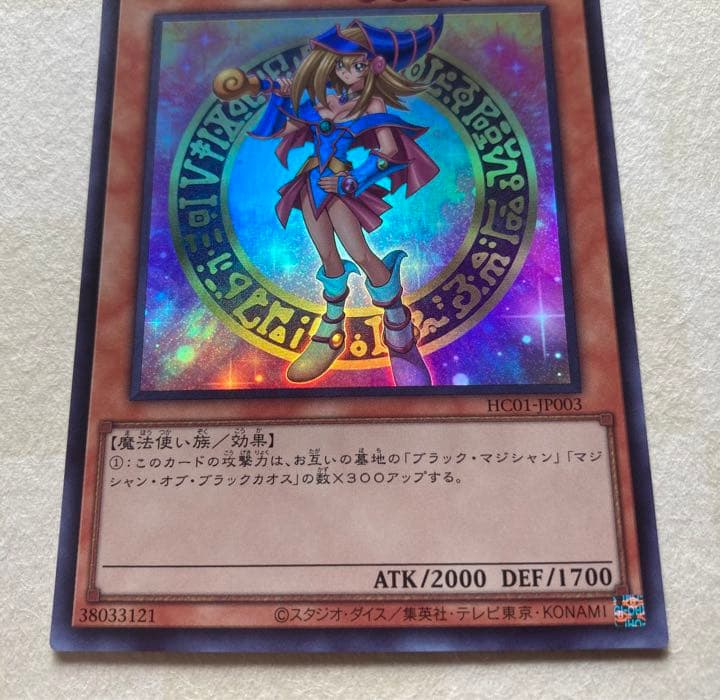 HC01-JP003
【魔法使い族／効果】
①:このカードの攻撃力は、お互いの墓地の「ブラック・マジシャン」「マジ
シャン・オブ・ブラックカオス」の数×300アップする。
ATK/2000 DEF/1700
38033121 ©スタジオ・ダイス／集英社・テレビ東京・KONAMI